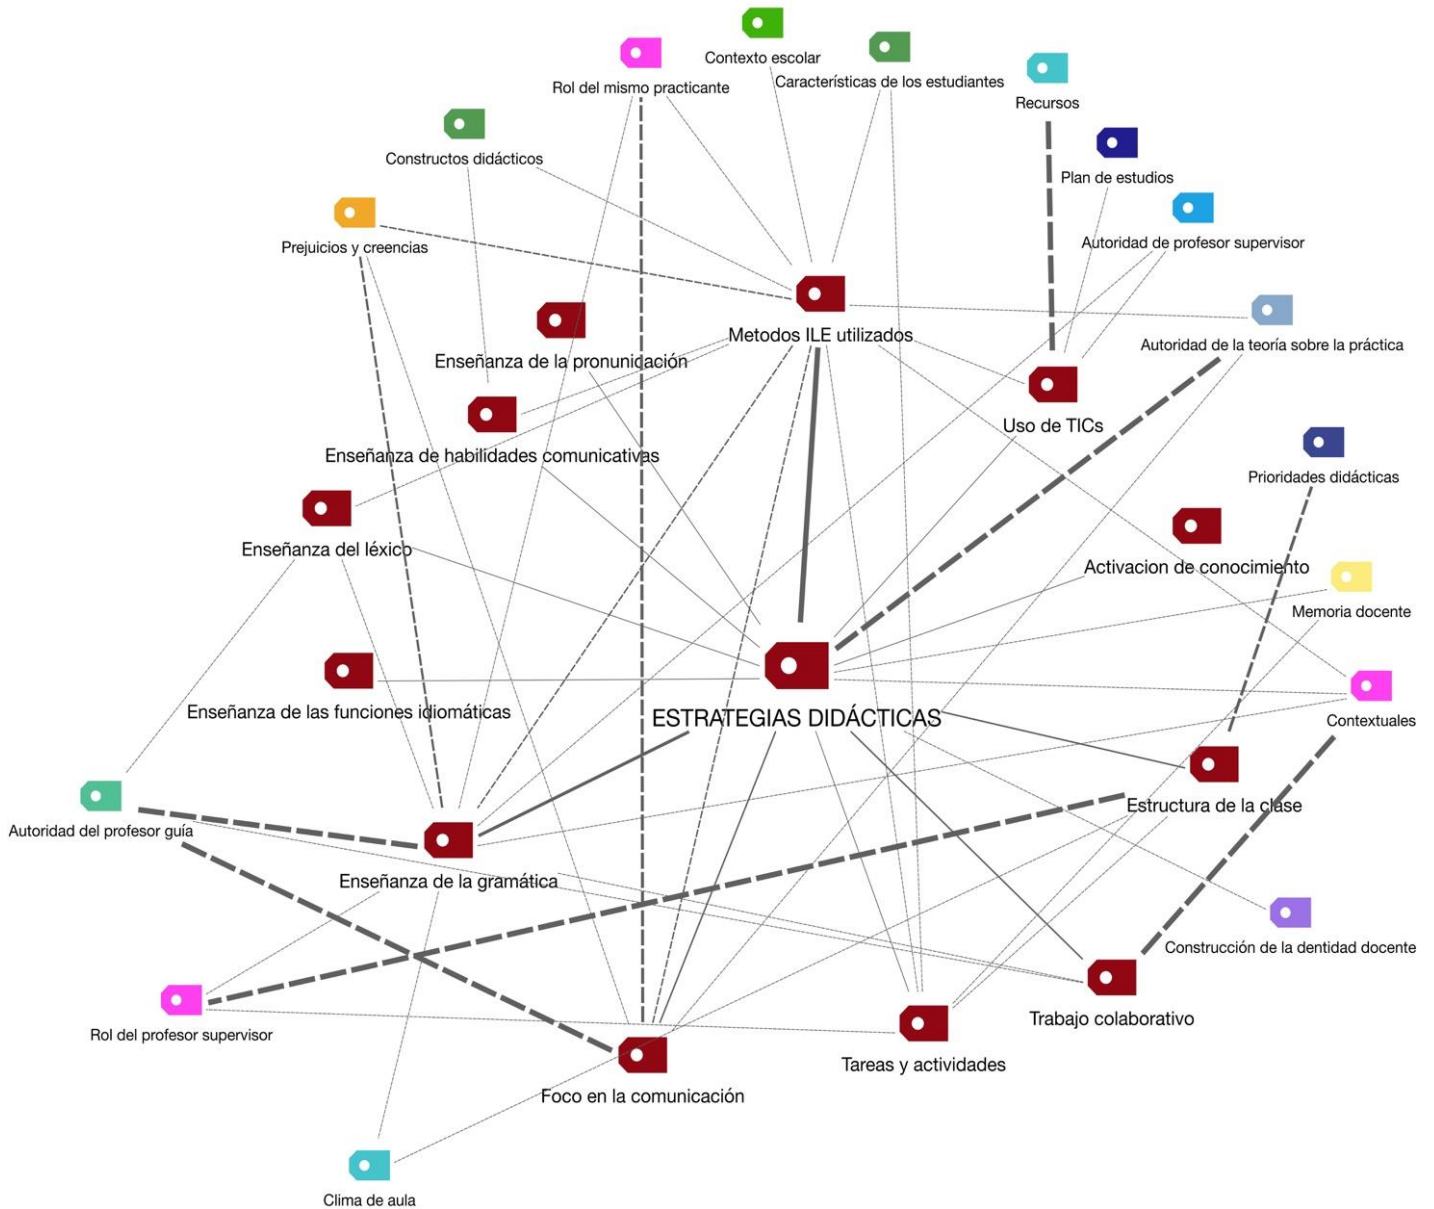 Contexto escolar
Características de los estudiantes
Rol del mismo practicante
Recursos
Constructos didácticos
Plan de estudios
Prejuicios y creencias
Autoridad de profesor supervisor
Metodos ILE utilizados
Autoridad de la teoría sobre la práctica
Enseñanza de la pronunidación
Uso de TICs
Enseñanza de habilidades comunicativas
Prioridades didácticas
Enseñanza del léxico
Activacion de conocimiento
Memoria docente
Enseñanza de las funciones idiomáticas
ESTRATEGIAS DIDÁCTICAS
Contextuales
Estructura de la clase
Autoridad del profesor guía
Enseñanza de la gramática
Construcción de la dentidad docente
Trabajo colaborativo
Rol del profesor supervisor
Tareas y actividades
Foco en la comunicación
Clima de aula